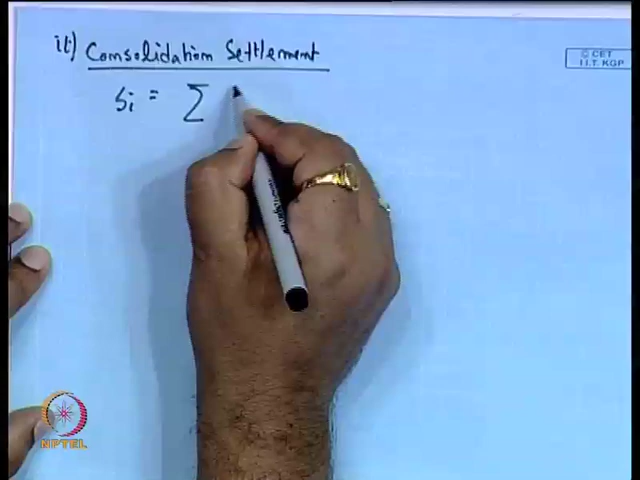 ii) Consolidation Settlement
© CET
I.I.T. KGP
Si = Σ
NPTEL